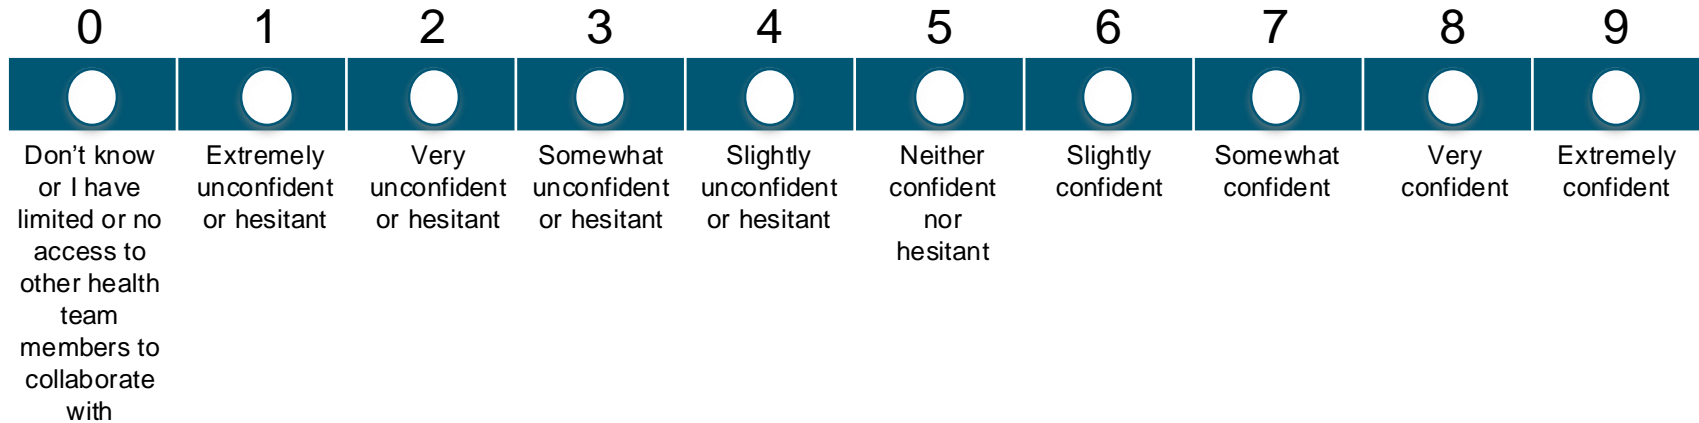 0 1 2 3 4 5 6 7 8 9
Don’t know
or I have
limited or no
access to
other health
team
members to
collaborate
with
Extremely
unconfident
or hesitant
Very
unconfident
or hesitant
Somewhat
unconfident
or hesitant
Slightly
unconfident
or hesitant
Neither
confident
nor
hesitant
Slightly
confident
Somewhat
confident
Very
confident
Extremely
confident